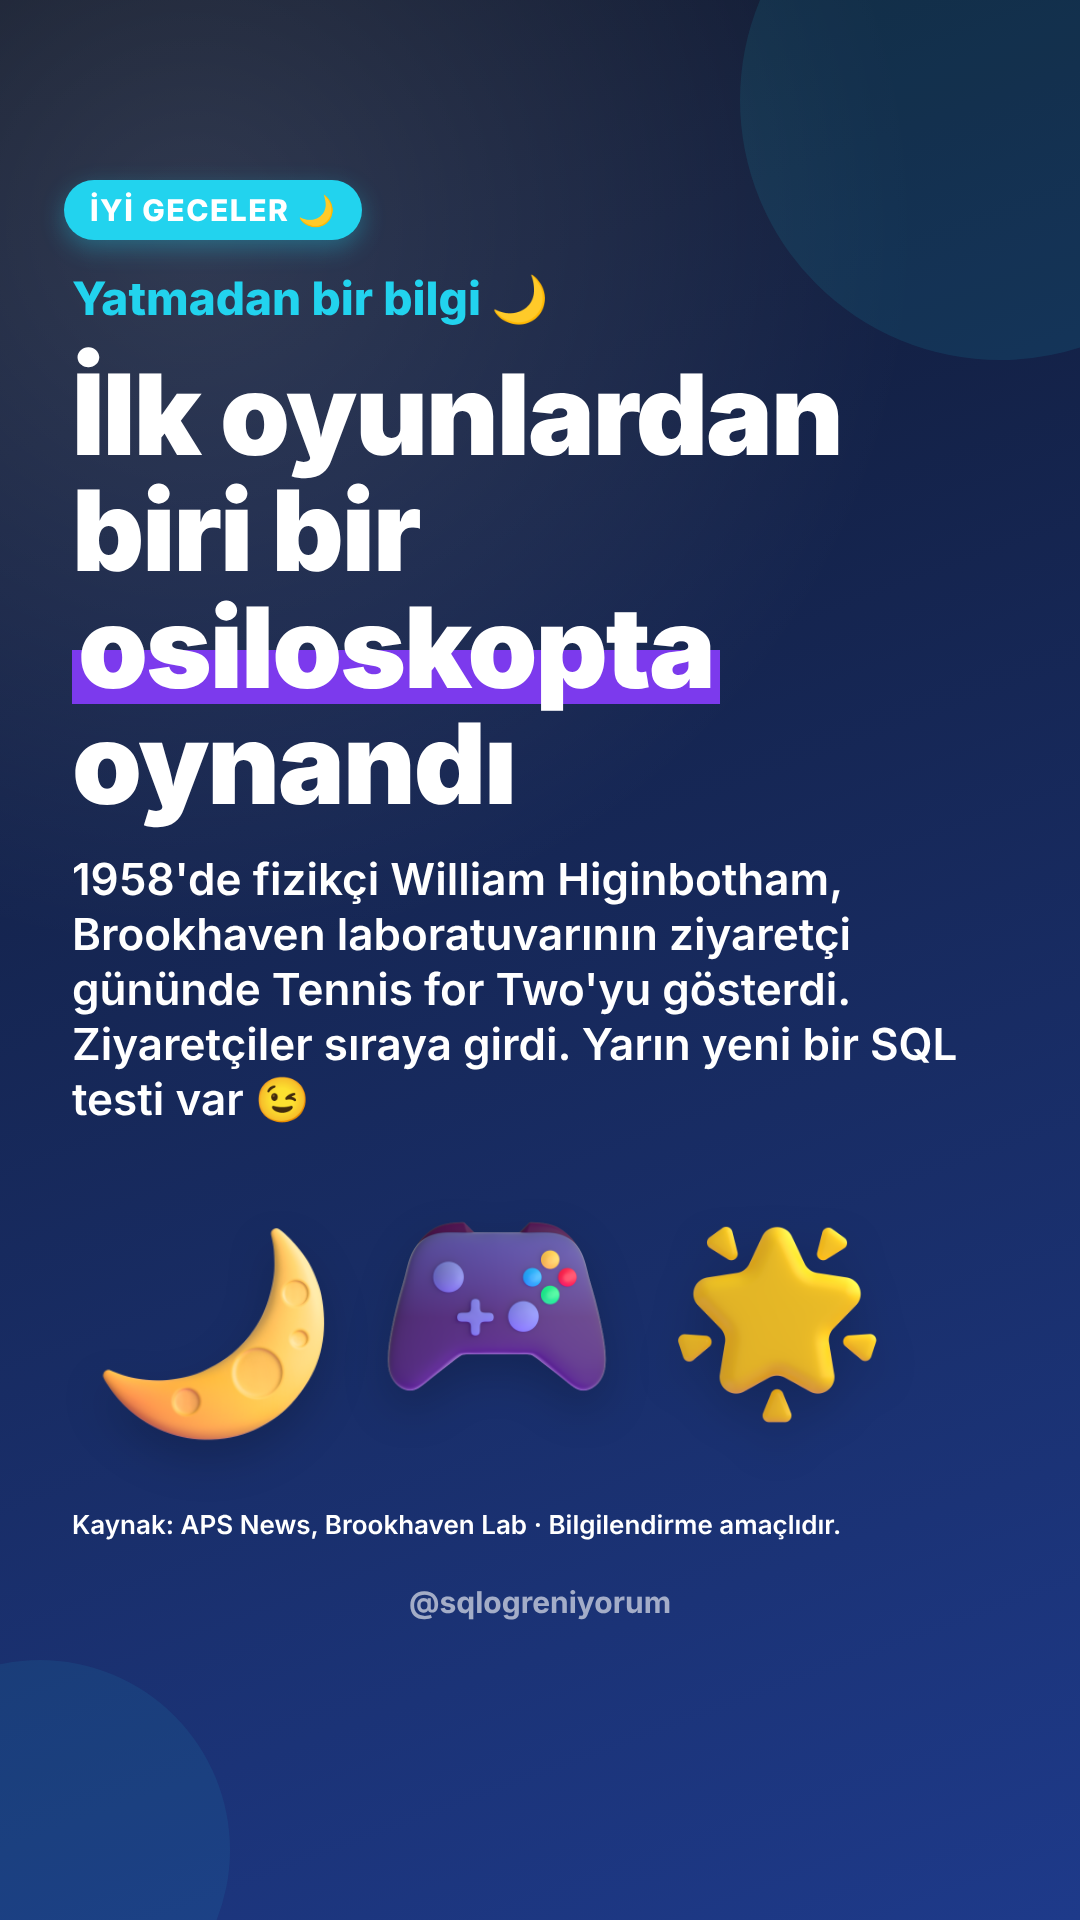 İYİ GECELER 🌙
Yatmadan bir bilgi 🌙
İlk oyunlardan
biri bir
osiloskopta
oynandı
1958'de fizikçi William Higinbotham,
Brookhaven laboratuvarının ziyaretçi
gününde Tennis for Two'yu gösterdi.
Ziyaretçiler sıraya girdi. Yarın yeni bir SQL
testi var 😉
Kaynak: APS News, Brookhaven Lab · Bilgilendirme amaçlıdır.
@sqlogreniyorum